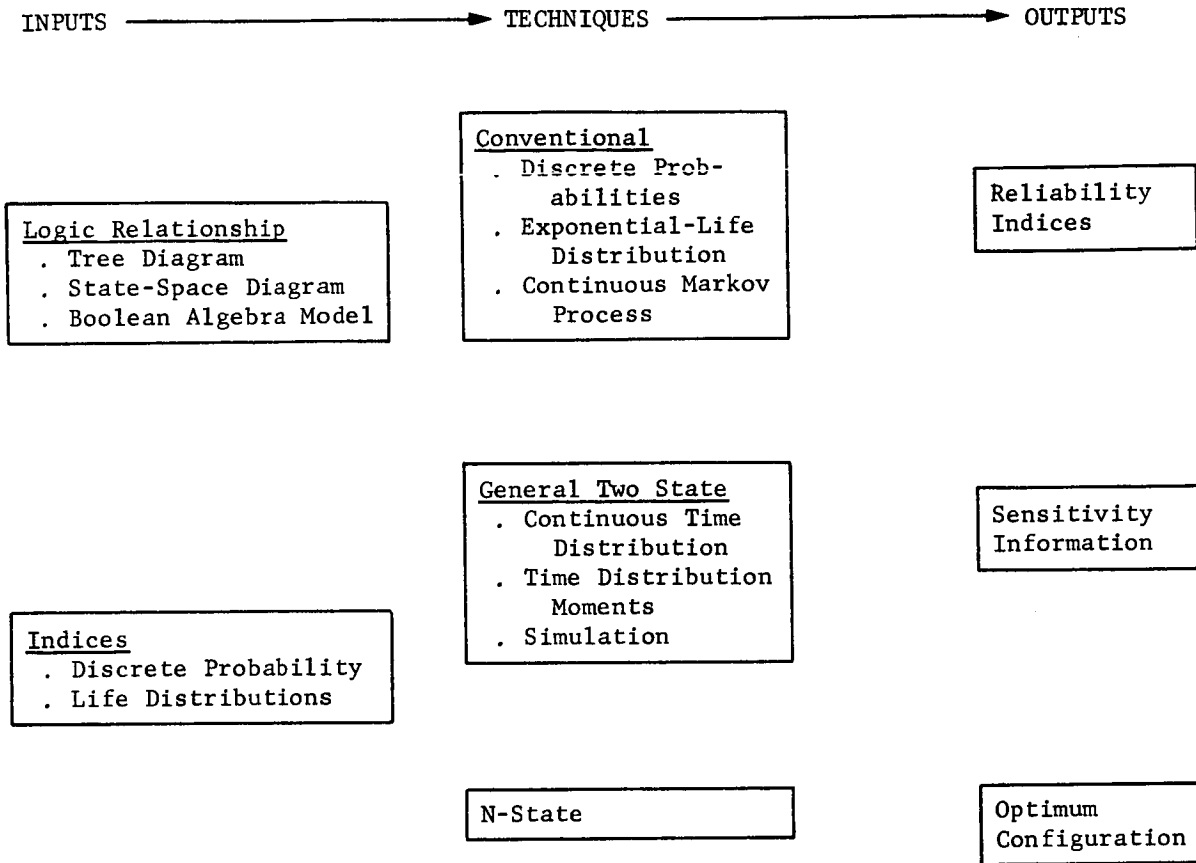 INPUTS TECHNIQUES OUTPUTS
Logic Relationship
. Tree Diagram
. State-Space Diagram
. Boolean Algebra Model
Indices
. Discrete Probability
. Life Distributions
Conventional
. Discrete Prob-
abilities
. Exponential-Life
Distribution
. Continuous Markov
Process
General Two State
. Continuous Time
Distribution
. Time Distribution
Moments
. Simulation
N-State
Reliability
Indices
Sensitivity
Information
Optimum
Configuration